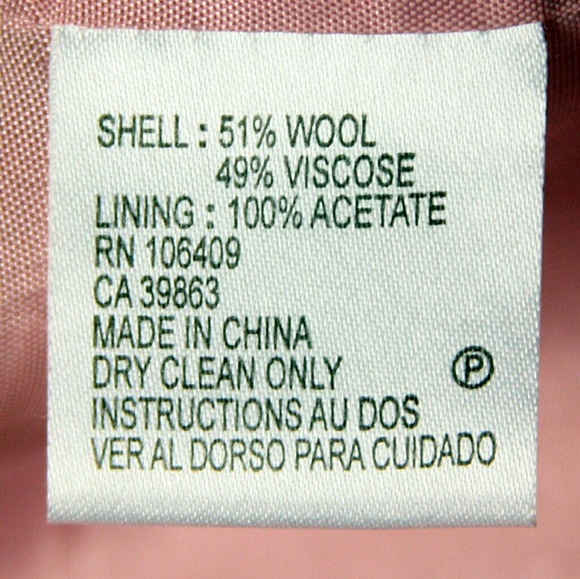 SHELL : 51% WOOL
49% VISCOSE
LINING : 100% ACETATE
RN 106409
CA 39863
MADE IN CHINA
DRY CLEAN ONLY Ⓟ
INSTRUCTIONS AU DOS
VER AL DORSO PARA CUIDADO